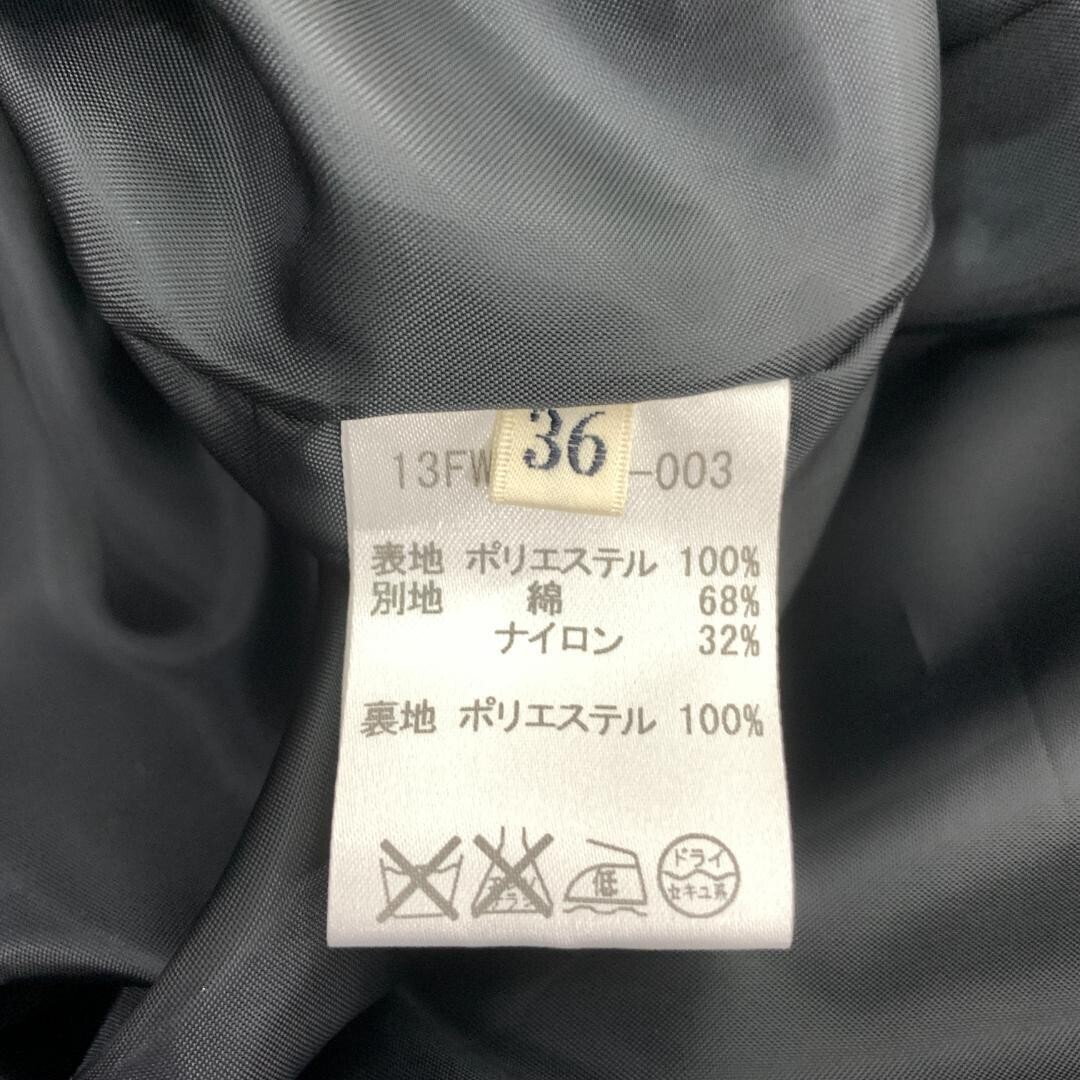 36
13FW -003
表地 ポリエステル 100%
別地 綿 68%
ナイロン 32%
裏地 ポリエステル 100%
低
ドライ
セキユ系